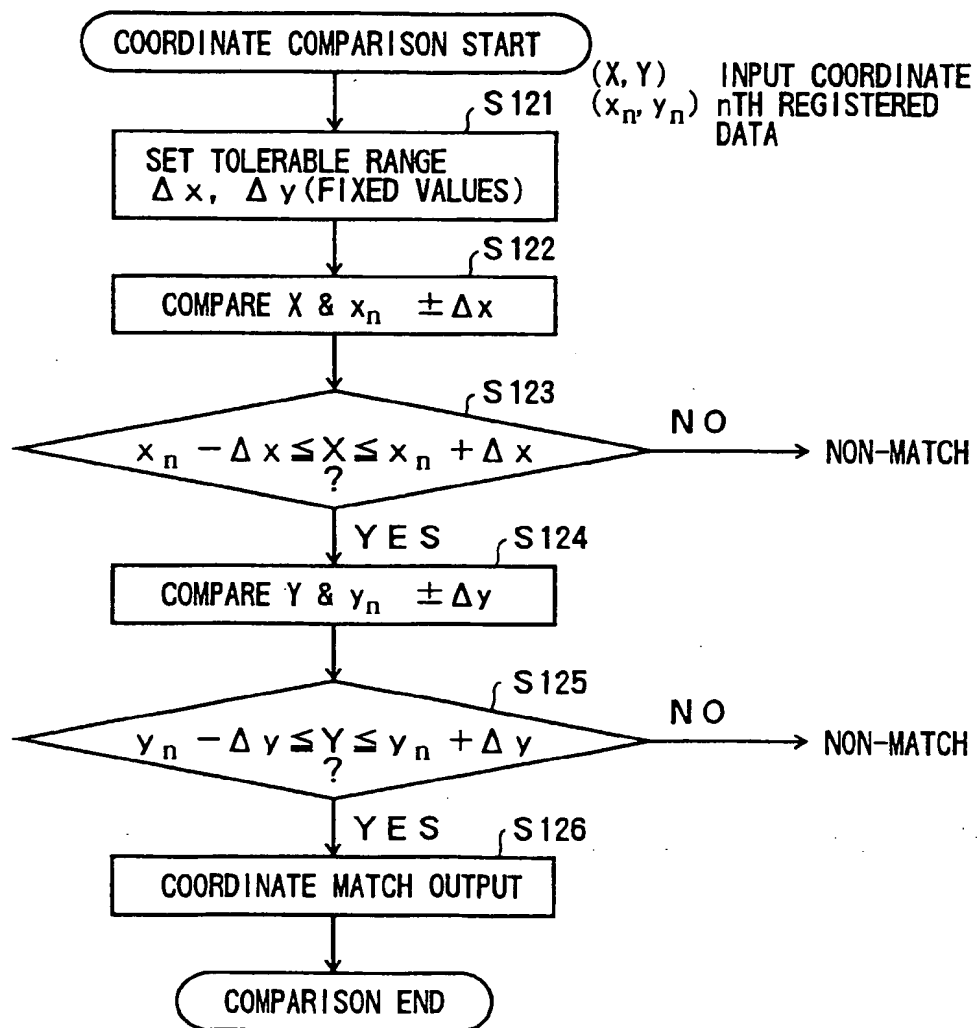 COORDINATE COMPARISON START
(X, Y) INPUT COORDINATE
(xn, yn) nTH REGISTERED
DATA
S121
SET TOLERABLE RANGE
Δx, Δy (FIXED VALUES)
S122
COMPARE X & xn ±Δx
S123
xn − Δx ≦ X ≦ xn + Δx
?
NO
NON-MATCH
YES
S124
COMPARE Y & yn ±Δy
S125
yn − Δy ≦ Y ≦ yn + Δy
?
NO
NON-MATCH
YES
S126
COORDINATE MATCH OUTPUT
COMPARISON END